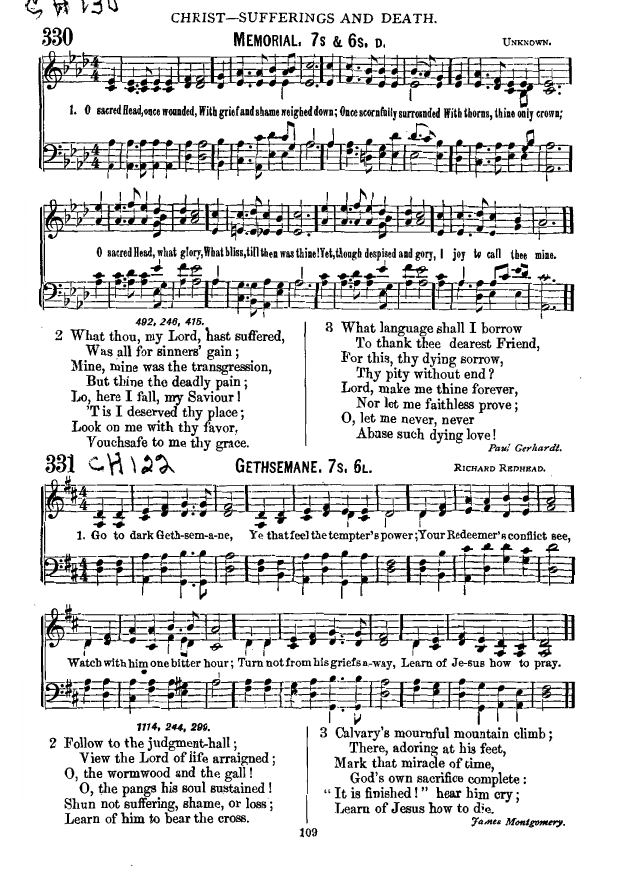 CH 130
CHRIST—SUFFERINGS AND DEATH.
330 MEMORIAL. 7s & 6s, D. UNKNOWN.
1. O sacred Head, once wounded, With grief and shame weighed down; Once scornfully surrounded With thorns, thine only crown;
O sacred Head, what glory, What bliss, till then was thine! Yet, though despised and gory, I joy to call thee mine.
492, 246, 415.
2 What thou, my Lord, hast suffered,
Was all for sinners' gain;
Mine, mine was the transgression,
But thine the deadly pain;
Lo, here I fall, my Saviour!
'T is I deserved thy place;
Look on me with thy favor,
Vouchsafe to me thy grace.
3 What language shall I borrow
To thank thee dearest Friend,
For this, thy dying sorrow,
Thy pity without end?
Lord, make me thine forever,
Nor let me faithless prove;
O, let me never, never
Abuse such dying love!
Paul Gerhardt.
331 CH 122 GETHSEMANE. 7s, 6L. RICHARD REDHEAD.
1. Go to dark Geth-sem-a-ne, Ye that feel the tempter's power; Your Redeemer's conflict see,
Watch with him one bitter hour; Turn not from his griefs a-way, Learn of Je-sus how to pray.
1114, 244, 299.
2 Follow to the judgment-hall;
View the Lord of life arraigned;
O, the wormwood and the gall!
O, the pangs his soul sustained!
Shun not suffering, shame, or loss;
Learn of him to bear the cross.
3 Calvary's mournful mountain climb;
There, adoring at his feet,
Mark that miracle of time,
God's own sacrifice complete:
"It is finished!" hear him cry;
Learn of Jesus how to die.
James Montgomery.
109